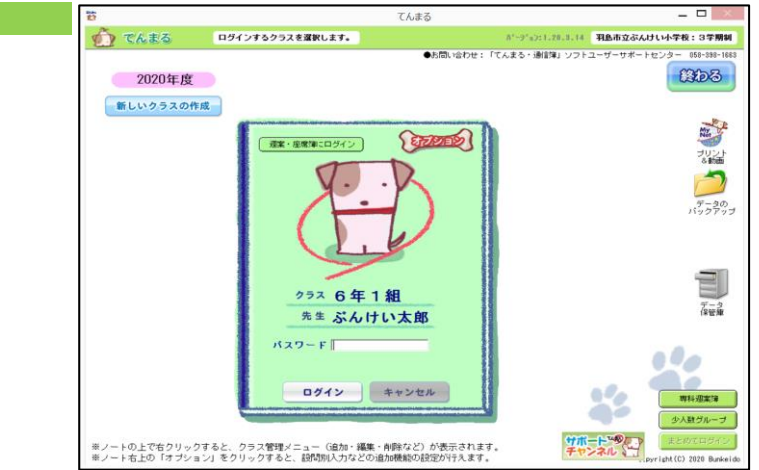 てんまる
てんまる
ログインするクラスを選択します。
ﾊﾞｰｼﾞｮﾝ:1.20.3.14
羽島市立ぶんけい小学校：３学期制
●お問い合わせ：「てんまる・通信簿」ソフトユーザーサポートセンター 058-398-1663
2020年度
終わる
新しいクラスの作成
週案・座席簿にログイン
オプション
My Net
プリント
&動画
データの
バックアップ
クラス ６年１組
先生 ぶんけい太郎
データ
保管庫
パスワード
ログイン
キャンセル
専科週案簿
少人数グループ
まとめてログイン
サポート
チャンネル
※ノートの上で右クリックすると、クラス管理メニュー（追加・編集・削除など）が表示されます。
※ノート右上の「オプション」をクリックすると、設問別入力などの追加機能の設定が行えます。
pyright(C) 2020 Bunkeido